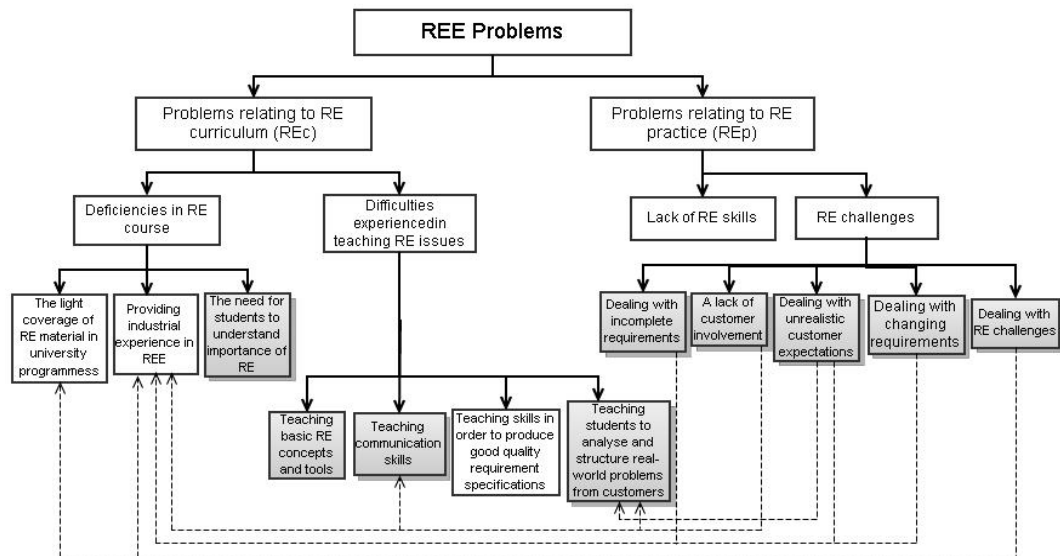 REE Problems
Problems relating to RE
curriculum (REc)
Problems relating to RE
practice (REp)
Deficiencies in RE
course
Difficulties
experiencedin
teaching RE issues
Lack of RE skills
RE challenges
The light
coverage of
RE material in
university
programmess
Providing
industrial
experience in
REE
The need for
students to
understand
importance of
RE
Dealing with
incomplete
requirements
A lack of
customer
involvement
Dealing with
unrealistic
customer
expectations
Dealing with
changing
requirements
Dealing with
RE challenges
Teaching
basic RE
concepts
and tools
Teaching
communication
skills
Teaching skills in
order to produce
good quality
requirement
specifications
Teaching
students to
analyse and
structure real-
world problems
from customers